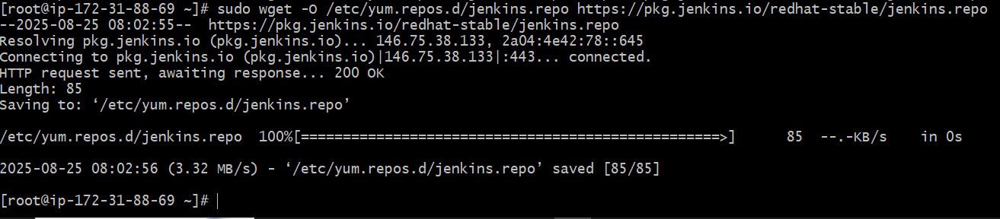 [root@ip-172-31-88-69 ~]# sudo wget -O /etc/yum.repos.d/jenkins.repo https://pkg.jenkins.io/redhat-stable/jenkins.repo
--2025-08-25 08:02:55--  https://pkg.jenkins.io/redhat-stable/jenkins.repo
Resolving pkg.jenkins.io (pkg.jenkins.io)... 146.75.38.133, 2a04:4e42:78::645
Connecting to pkg.jenkins.io (pkg.jenkins.io)|146.75.38.133|:443... connected.
HTTP request sent, awaiting response... 200 OK
Length: 85
Saving to: ‘/etc/yum.repos.d/jenkins.repo’
/etc/yum.repos.d/jenkins.repo  100%[==================================================>]      85  --.-KB/s    in 0s
2025-08-25 08:02:56 (3.32 MB/s) - ‘/etc/yum.repos.d/jenkins.repo’ saved [85/85]
[root@ip-172-31-88-69 ~]#